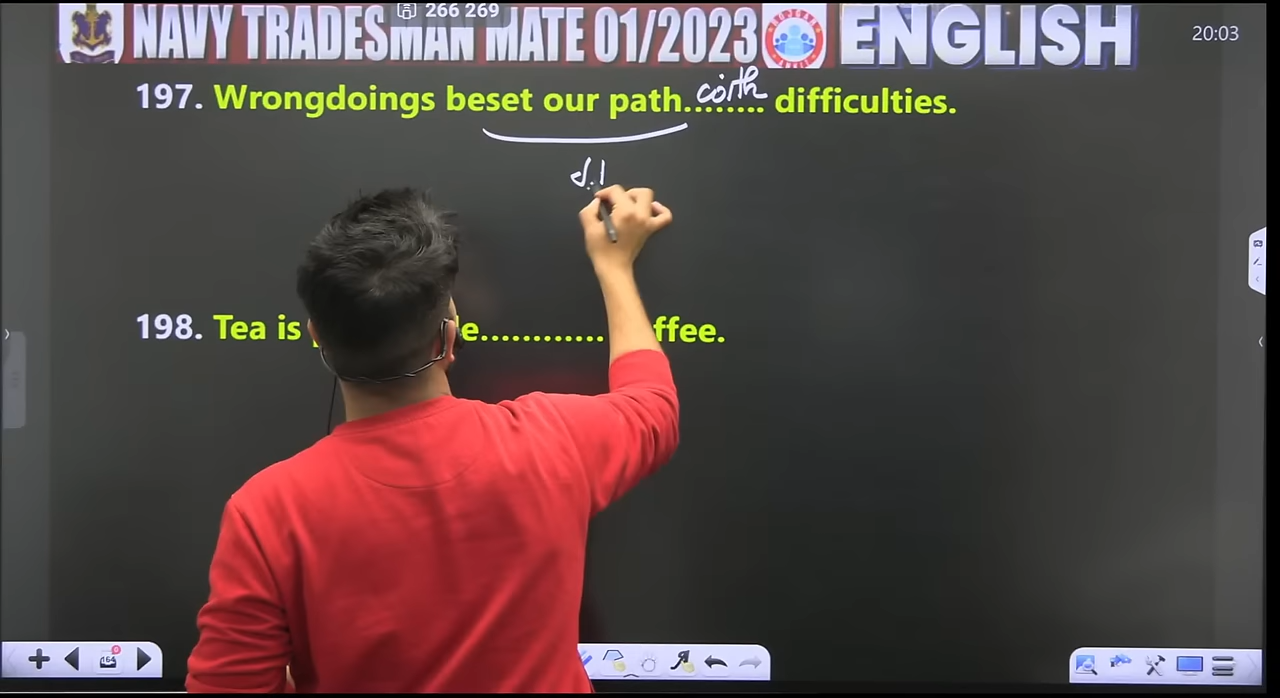 266 269
NAVY TRADESMAN MATE 01/2023 ENGLISH
20:03
197. Wrongdoings beset our path........ difficulties.
with
198. Tea is e............ ffee.
164